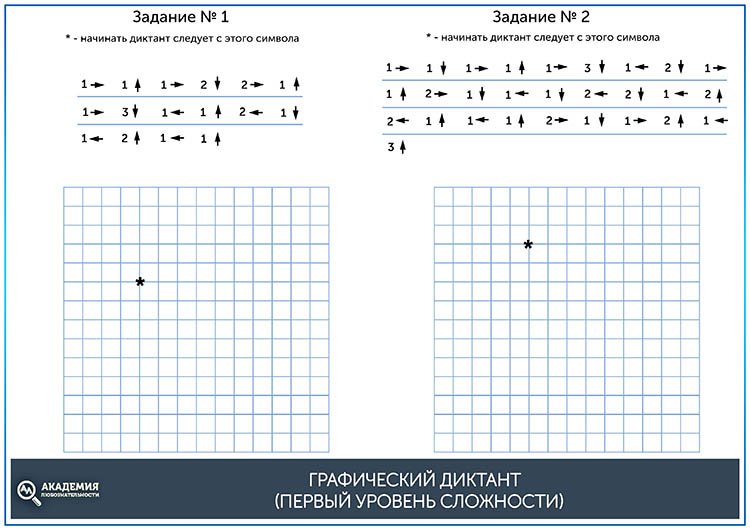 Задание № 1
* - начинать диктант следует с этого символа
1→ 1↑ 1→ 2↓ 2→ 1↑
1→ 3↓ 1← 1↑ 2← 1↓
1← 2↑ 1← 1↑
*
Задание № 2
* - начинать диктант следует с этого символа
1→ 1↓ 1→ 1↑ 1→ 3↓ 1← 2↓ 1→
1↑ 2→ 1↓ 1← 1↓ 2← 2↓ 1← 2↑
2← 1↑ 1← 1↑ 2→ 1↓ 1→ 2↑ 1←
3↑
*
АКАДЕМИЯ
ЛЮБОЗНАТЕЛЬНОСТИ
ГРАФИЧЕСКИЙ ДИКТАНТ
(ПЕРВЫЙ УРОВЕНЬ СЛОЖНОСТИ)